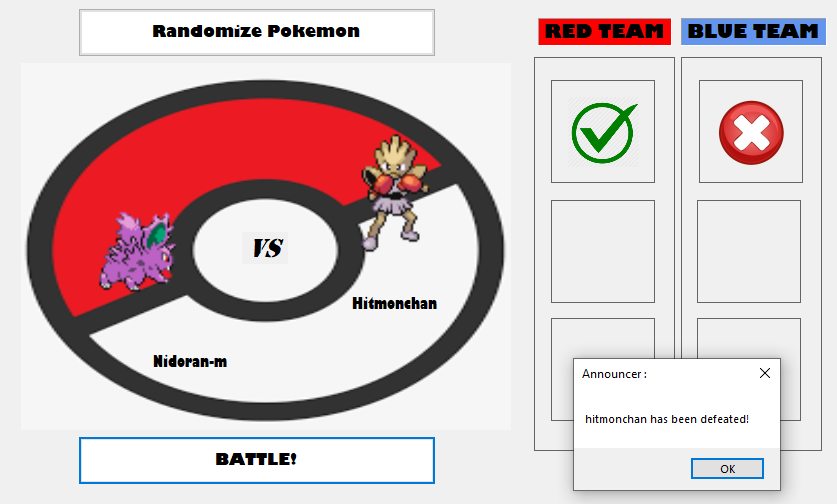 Randomize Pokemon
RED TEAM
BLUE TEAM
VS
Hitmonchan
Nidoran-m
BATTLE!
Announcer :
hitmonchan has been defeated!
OK